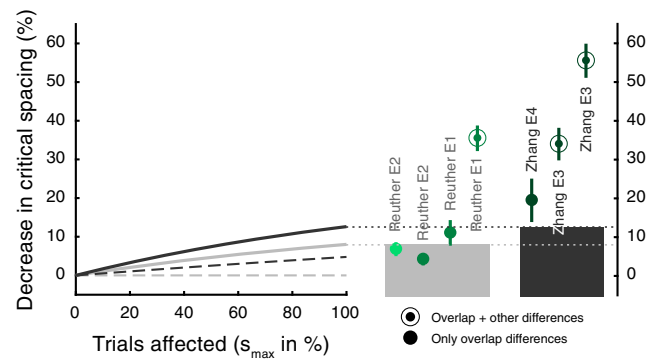 Decrease in critical spacing (%)
60
50
40
30
20
10
0
0
20
40
60
80
100
Trials affected (s_max in %)
Reuther E2
Reuther E2
Reuther E1
Reuther E1
Zhang E4
Zhang E3
Zhang E3
60
50
40
30
20
10
0
Overlap + other differences
Only overlap differences